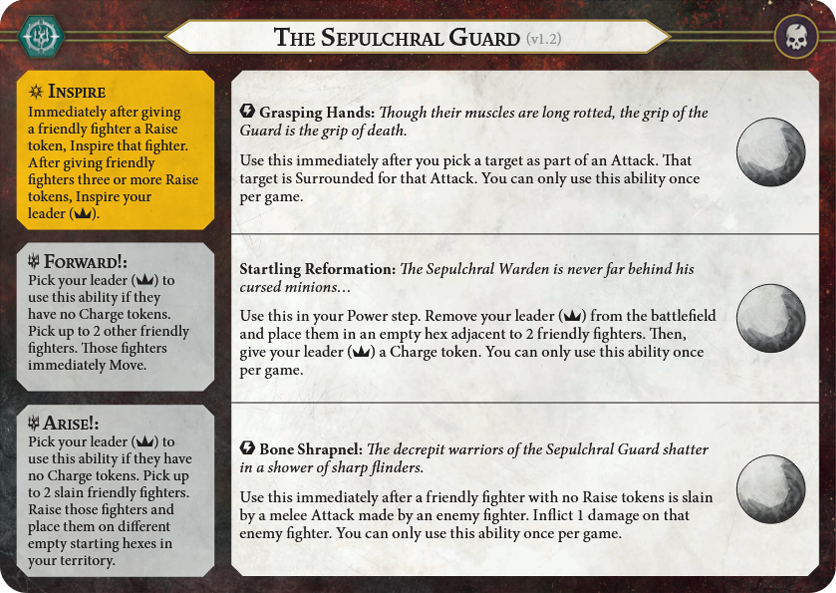 The Sepulchral Guard (v1.2)
Inspire
Immediately after giving
a friendly fighter a Raise
token, Inspire that fighter.
After giving friendly
fighters three or more Raise
tokens, Inspire your
leader ( ).
Forward!:
Pick your leader ( ) to
use this ability if they
have no Charge tokens.
Pick up to 2 other friendly
fighters. Those fighters
immediately Move.
Arise!:
Pick your leader ( ) to
use this ability if they have
no Charge tokens. Pick up
to 2 slain friendly fighters.
Raise those fighters and
place them on different
empty starting hexes in
your territory.
Grasping Hands: Though their muscles are long rotted, the grip of the
Guard is the grip of death.
Use this immediately after you pick a target as part of an Attack. That
target is Surrounded for that Attack. You can only use this ability once
per game.
Startling Reformation: The Sepulchral Warden is never far behind his
cursed minions…
Use this in your Power step. Remove your leader ( ) from the battlefield
and place them in an empty hex adjacent to 2 friendly fighters. Then,
give your leader ( ) a Charge token. You can only use this ability once
per game.
Bone Shrapnel: The decrepit warriors of the Sepulchral Guard shatter
in a shower of sharp flinders.
Use this immediately after a friendly fighter with no Raise tokens is slain
by a melee Attack made by an enemy fighter. Inflict 1 damage on that
enemy fighter. You can only use this ability once per game.